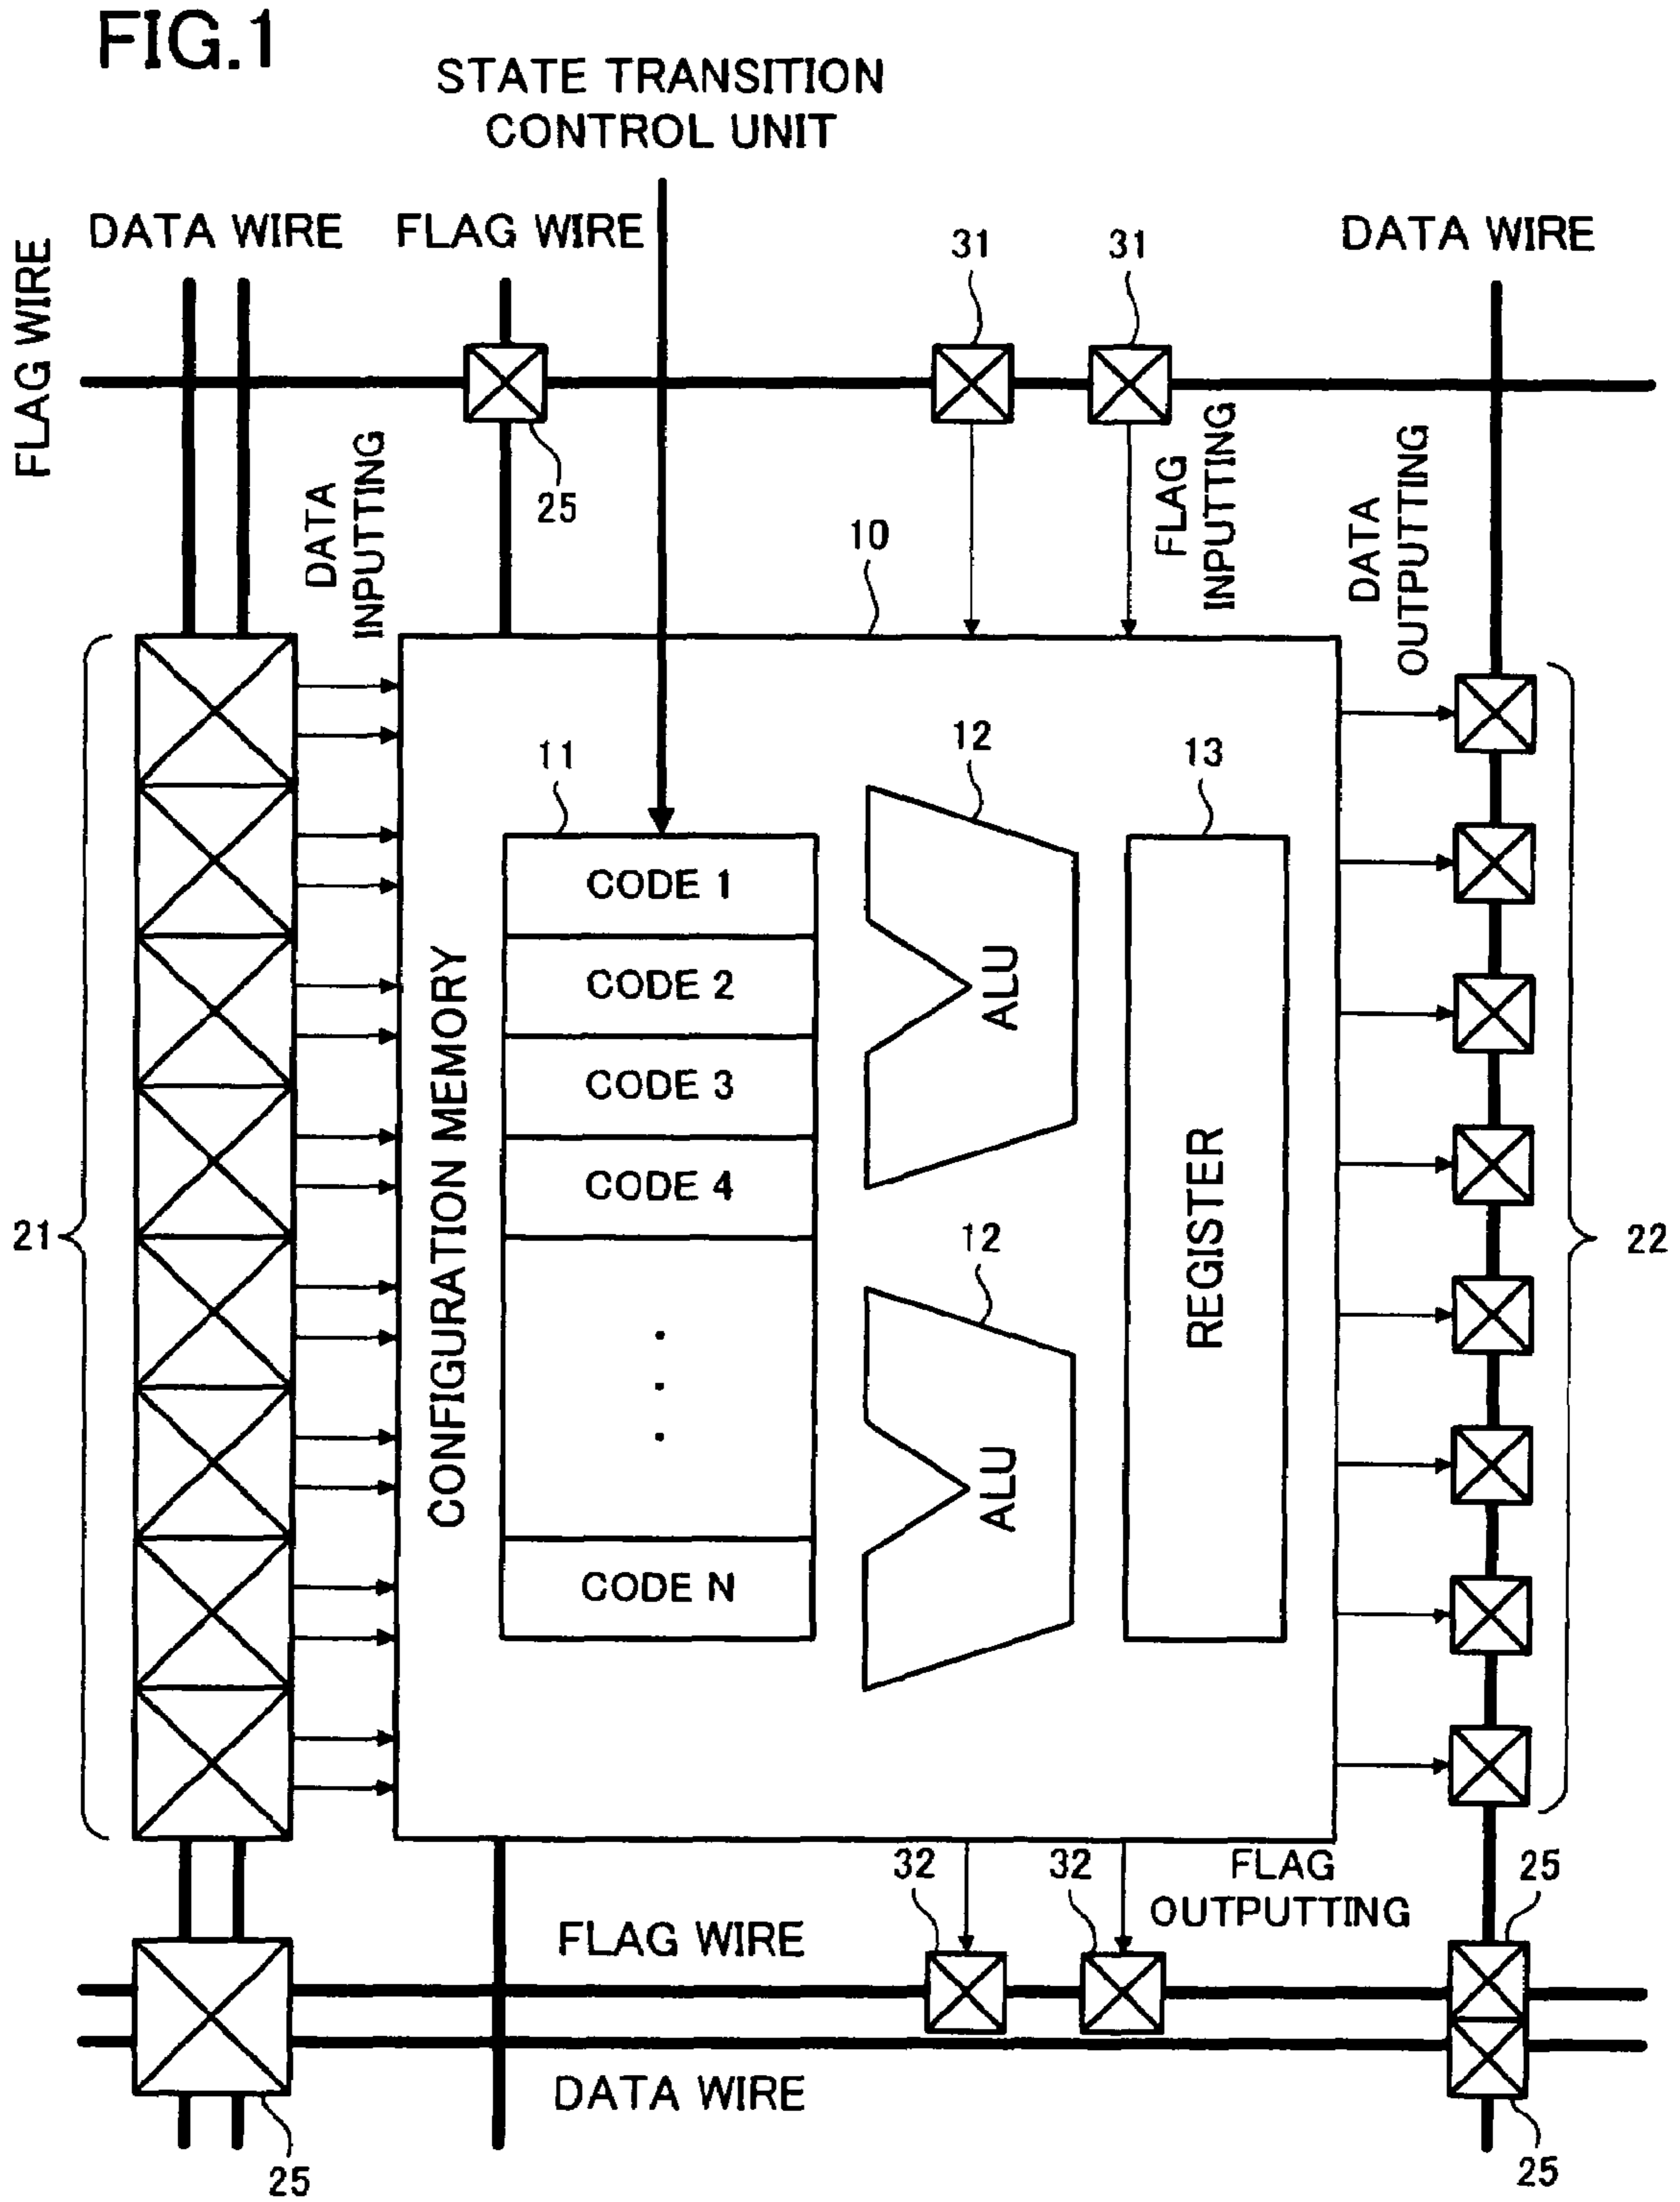 FIG.1
STATE TRANSITION
CONTROL UNIT
DATA WIRE
FLAG WIRE
DATA WIRE
FLAG WIRE
31
31
25
DATA
INPUTTING
FLAG
INPUTTING
DATA
OUTPUTTING
10
11
12
13
CODE 1
CODE 2
CODE 3
CODE 4
CODE N
CONFIGURATION MEMORY
ALU
12
ALU
REGISTER
21
22
32
32
FLAG
OUTPUTTING
25
FLAG WIRE
DATA WIRE
25
25